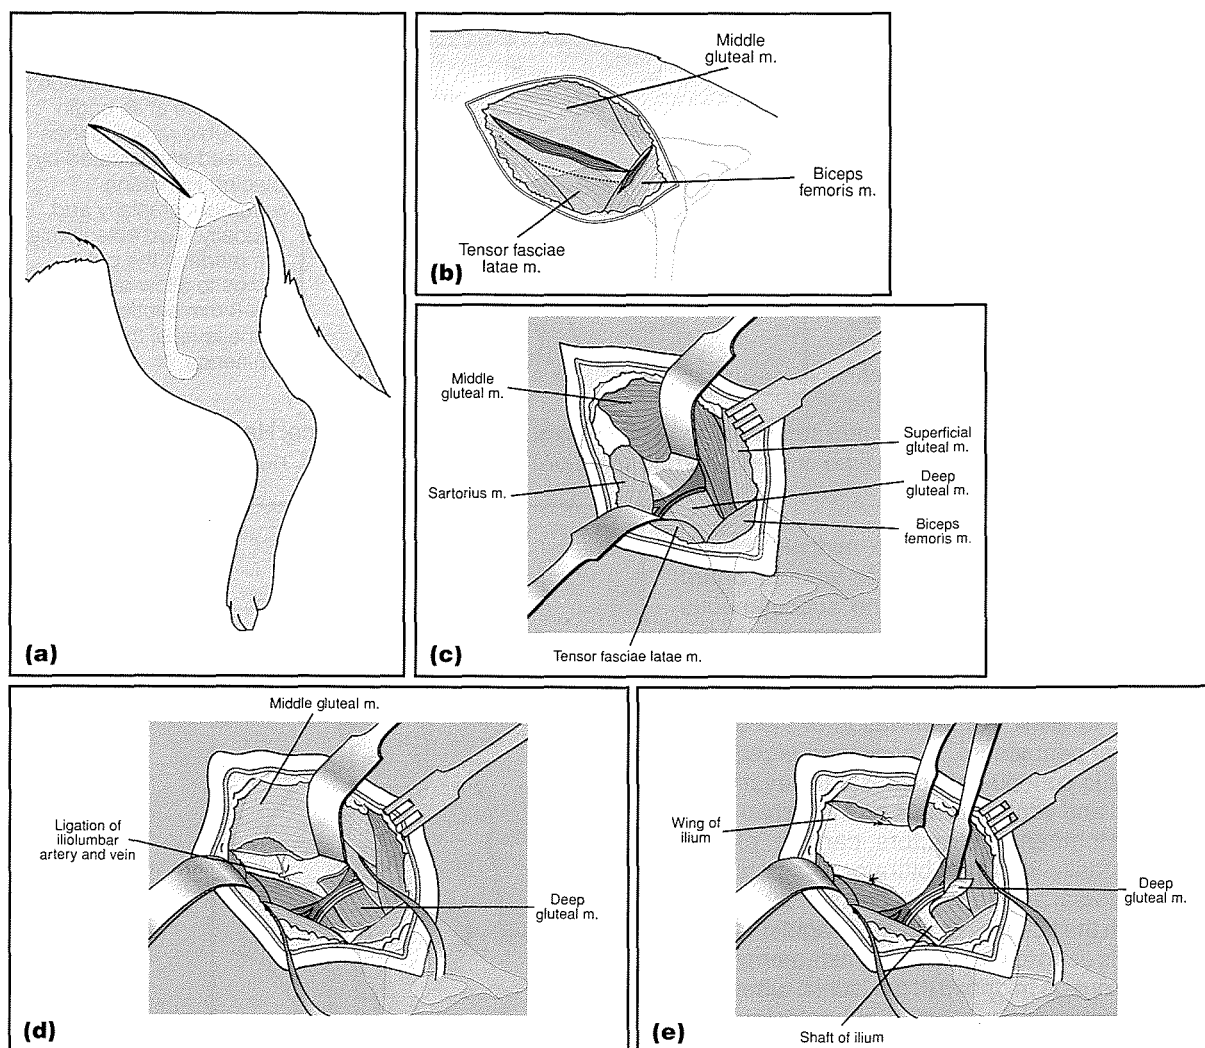 (a)
Middle
gluteal m.
Biceps
femoris m.
Tensor fasciae
latae m.
(b)
Middle
gluteal m.
Superficial
gluteal m.
Deep
gluteal m.
Sartorius m.
Biceps
femoris m.
Tensor fasciae latae m.
(c)
Middle gluteal m.
Ligation of
iliolumbar
artery and vein
Deep
gluteal m.
(d)
Wing of
ilium
Deep
gluteal m.
Shaft of ilium
(e)